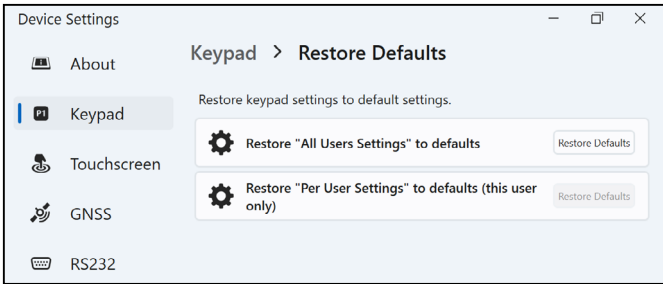 Device Settings
About
Keypad
Touchscreen
GNSS
RS232
Keypad > Restore Defaults
Restore keypad settings to default settings.
Restore "All Users Settings" to defaults
Restore Defaults
Restore "Per User Settings" to defaults (this user
only)
Restore Defaults
P1